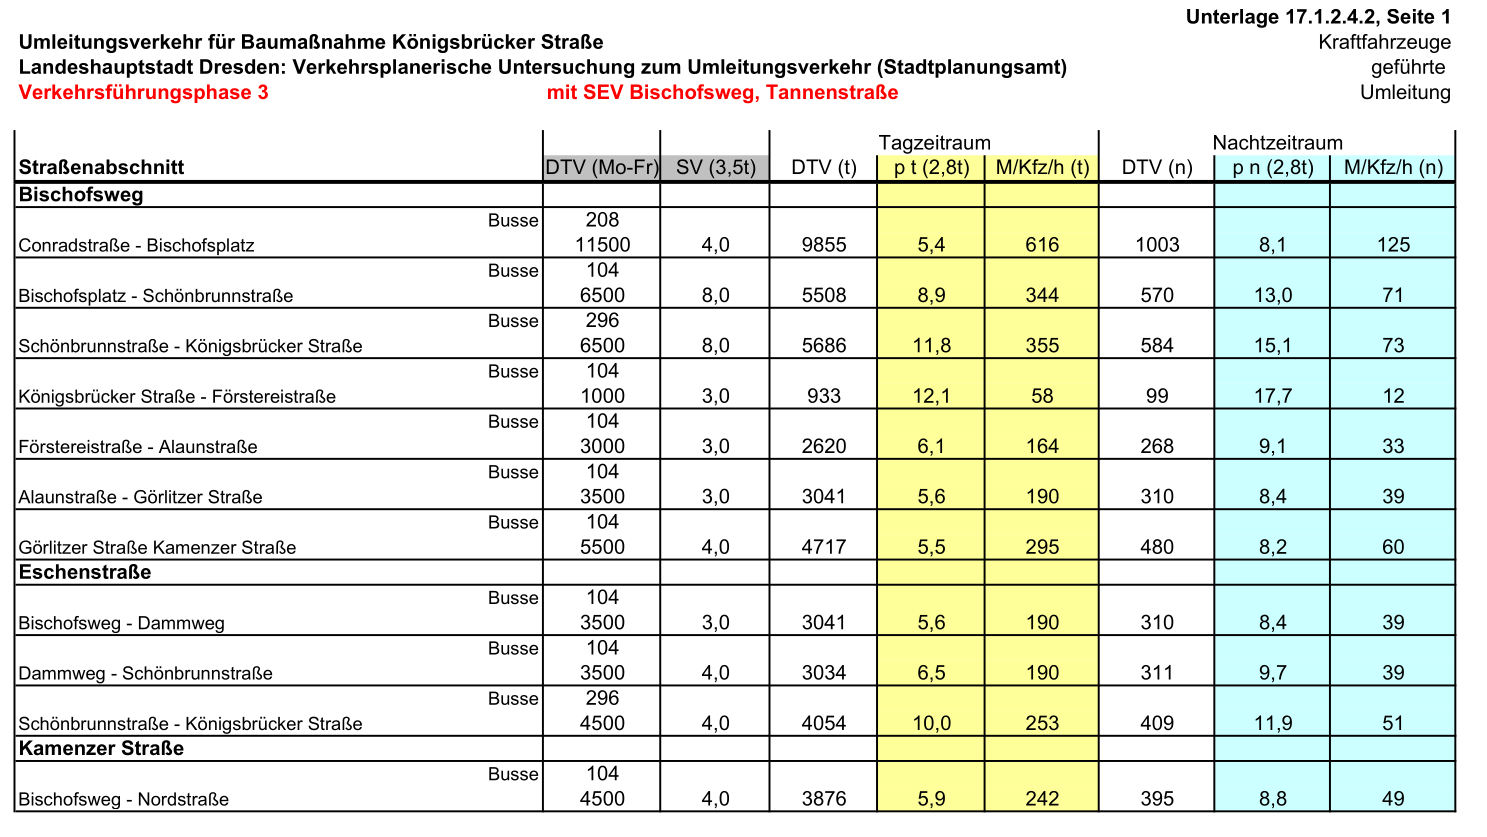 Unterlage 17.1.2.4.2, Seite 1
Umleitungsverkehr für Baumaßnahme Königsbrücker Straße Kraftfahrzeuge
Landeshauptstadt Dresden: Verkehrsplanerische Untersuchung zum Umleitungsverkehr (Stadtplanungsamt) geführte
Verkehrsführungsphase 3 mit SEV Bischofsweg, Tannenstraße Umleitung
Tagzeitraum Nachtzeitraum
Straßenabschnitt DTV (Mo-Fr) SV (3,5t) DTV (t) p t (2,8t) M/Kfz/h (t) DTV (n) p n (2,8t) M/Kfz/h (n)
Bischofsweg
Busse 208
Conradstraße - Bischofsplatz 11500 4,0 9855 5,4 616 1003 8,1 125
Busse 104
Bischofsplatz - Schönbrunnstraße 6500 8,0 5508 8,9 344 570 13,0 71
Busse 296
Schönbrunnstraße - Königsbrücker Straße 6500 8,0 5686 11,8 355 584 15,1 73
Busse 104
Königsbrücker Straße - Förstereistraße 1000 3,0 933 12,1 58 99 17,7 12
Busse 104
Förstereistraße - Alaunstraße 3000 3,0 2620 6,1 164 268 9,1 33
Busse 104
Alaunstraße - Görlitzer Straße 3500 3,0 3041 5,6 190 310 8,4 39
Busse 104
Görlitzer Straße Kamenzer Straße 5500 4,0 4717 5,5 295 480 8,2 60
Eschenstraße
Busse 104
Bischofsweg - Dammweg 3500 3,0 3041 5,6 190 310 8,4 39
Busse 104
Dammweg - Schönbrunnstraße 3500 4,0 3034 6,5 190 311 9,7 39
Busse 296
Schönbrunnstraße - Königsbrücker Straße 4500 4,0 4054 10,0 253 409 11,9 51
Kamenzer Straße
Busse 104
Bischofsweg - Nordstraße 4500 4,0 3876 5,9 242 395 8,8 49